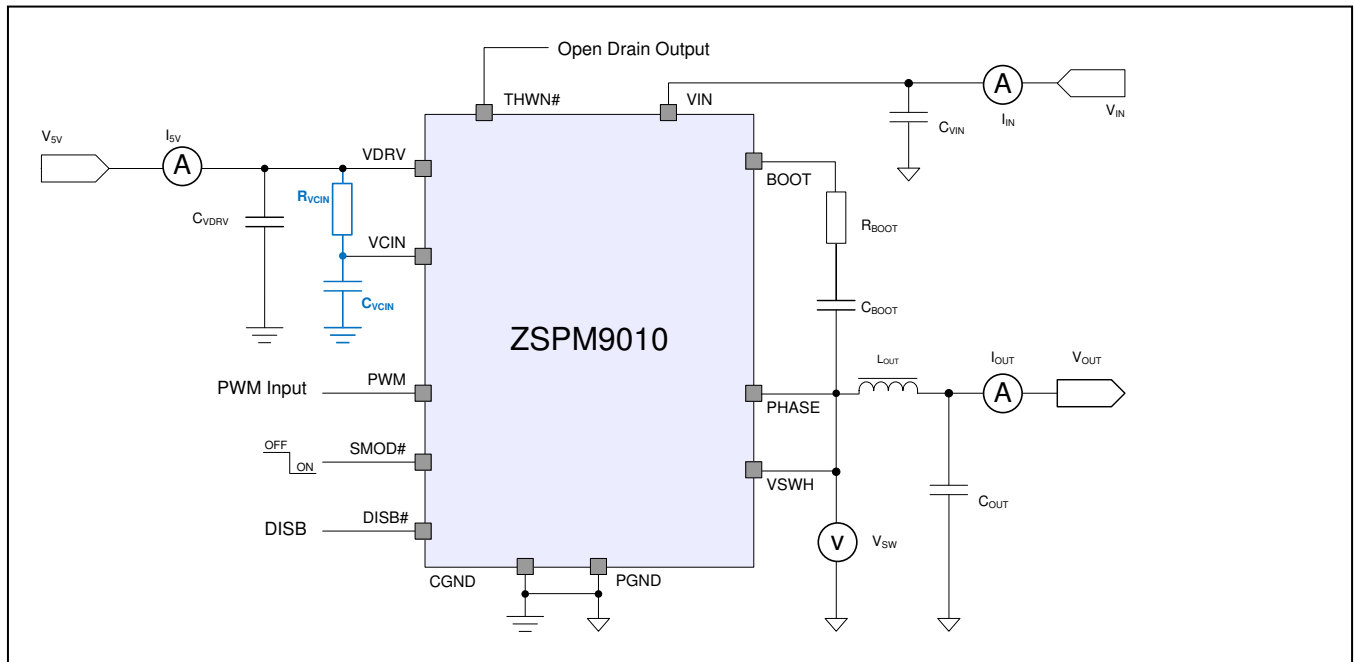 Open Drain Output
THWN#
VIN
A
IIN
VIN
CVIN
V5V
I5V
A
VDRV
RVCIN
CVDRV
VCIN
CVCIN
BOOT
RBOOT
CBOOT
ZSPM9010
PWM Input
PWM
PHASE
LOUT
IOUT
A
VOUT
OFF
ON
SMOD#
VSWH
COUT
DISB
DISB#
V
VSW
CGND
PGND